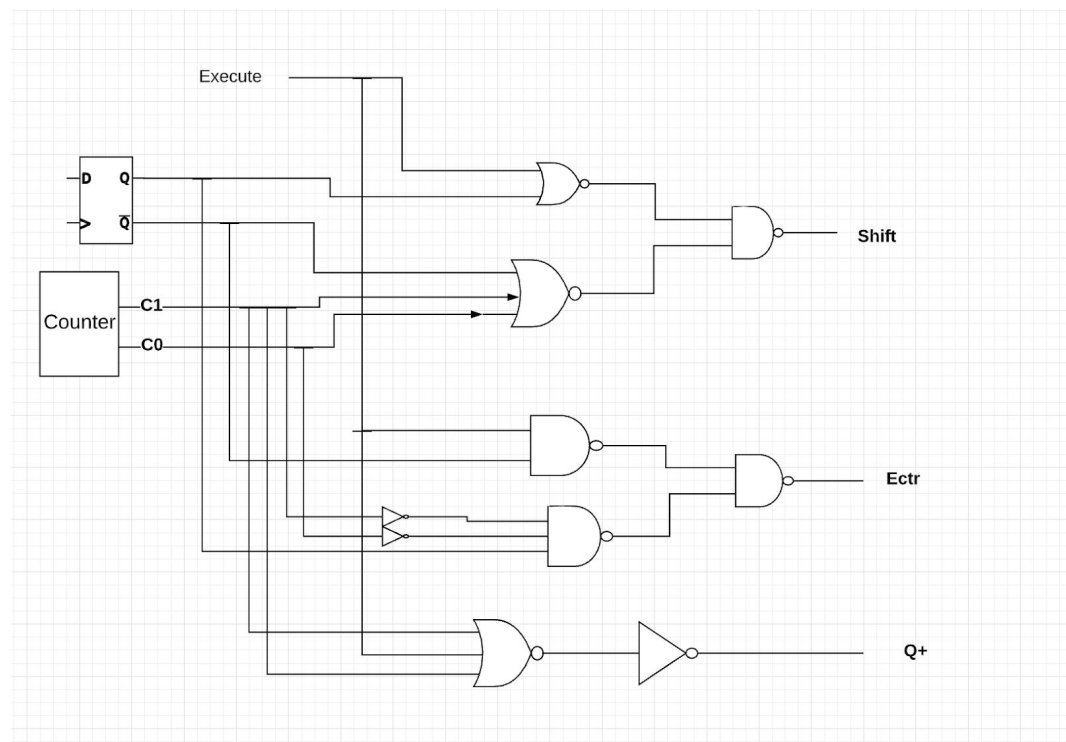 Execute
D Q
> Q̅
Shift
C1
Counter
C0
Ectr
Q+